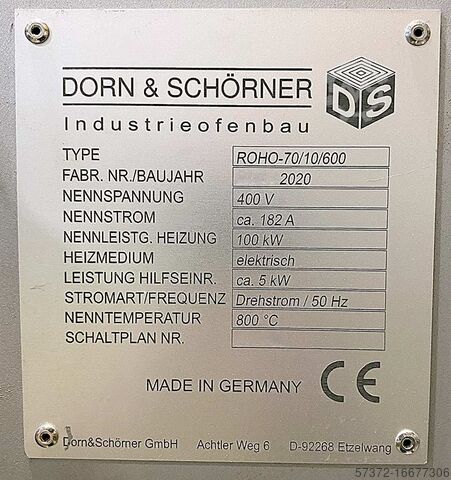 DORN & SCHÖRNER
DS
Industrieofenbau
TYPE ROHO-70/10/600
FABR. NR./BAUJAHR 2020
NENNSPANNUNG 400 V
NENNSTROM ca. 182 A
NENNLEISTG. HEIZUNG 100 kW
HEIZMEDIUM elektrisch
LEISTUNG HILFSEINR. ca. 5 kW
STROMART/FREQUENZ Drehstrom / 50 Hz
NENNTEMPERATUR 800 °C
SCHALTPLAN NR.
MADE IN GERMANY CE
Dorn&Schörner GmbH Achtler Weg 6 D-92268 Etzelwang
57372-16677306